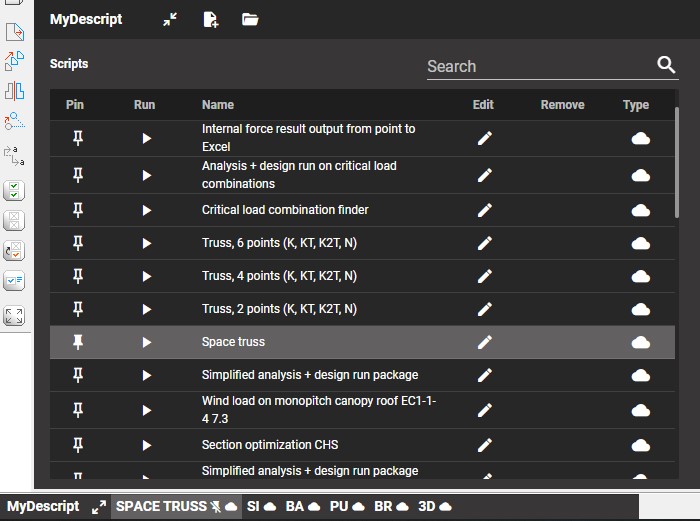 MyDescript
Scripts
Search
Pin Run Name Edit Remove Type
Internal force result output from point to
Excel
Analysis + design run on critical load
combinations
Critical load combination finder
Truss, 6 points (K, KT, K2T, N)
Truss, 4 points (K, KT, K2T, N)
Truss, 2 points (K, KT, K2T, N)
Space truss
Simplified analysis + design run package
Wind load on monopitch canopy roof EC1-1-
4 7.3
Section optimization CHS
Simplified analysis + design run package
a
a
MyDescript SPACE TRUSS SI BA PU BR 3D